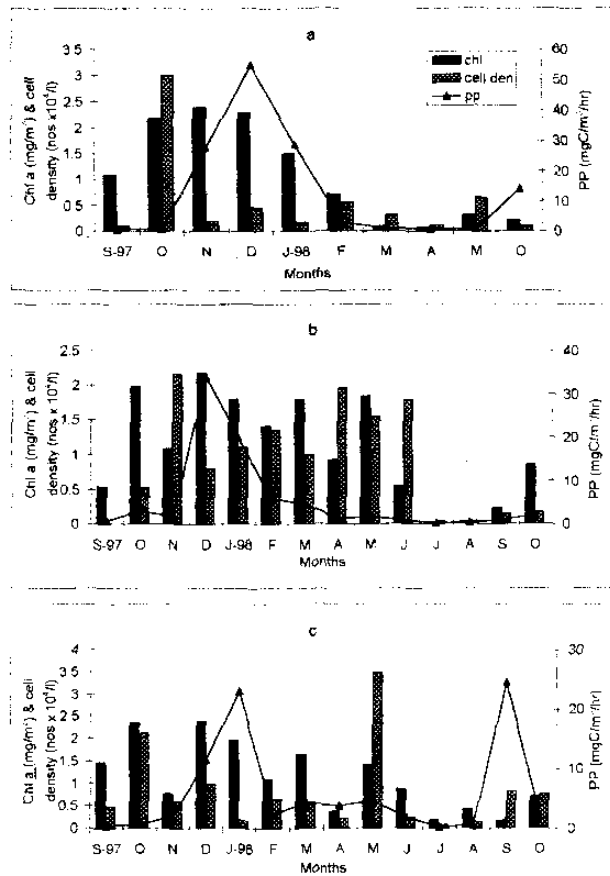 a
3.5
3
2.5
2
1.5
1
0.5
0
Chl a (mg/m³) & cell
density (nos x10⁴/l)
60
50
40
30
20
10
0
PP (mgC/m³/hr)
chl
cell den
pp
S-97 O N D J-98 F M A M O
Months
b
2.5
2
1.5
1
0.5
0
Chl a (mg/m³) & cell
density (nos x 10⁴/l)
40
30
20
10
0
PP (mgC/m³/hr)
S-97 O N D J-98 F M A M J J A S O
Months
c
4
3.5
3
2.5
2
1.5
1
0.5
0
Chl a (mg/m³) & cell
density (nos x 10⁴/l)
30
20
10
0
PP (mgC/m³/hr)
S-97 O N D J-98 F M A M J J A S O
Months